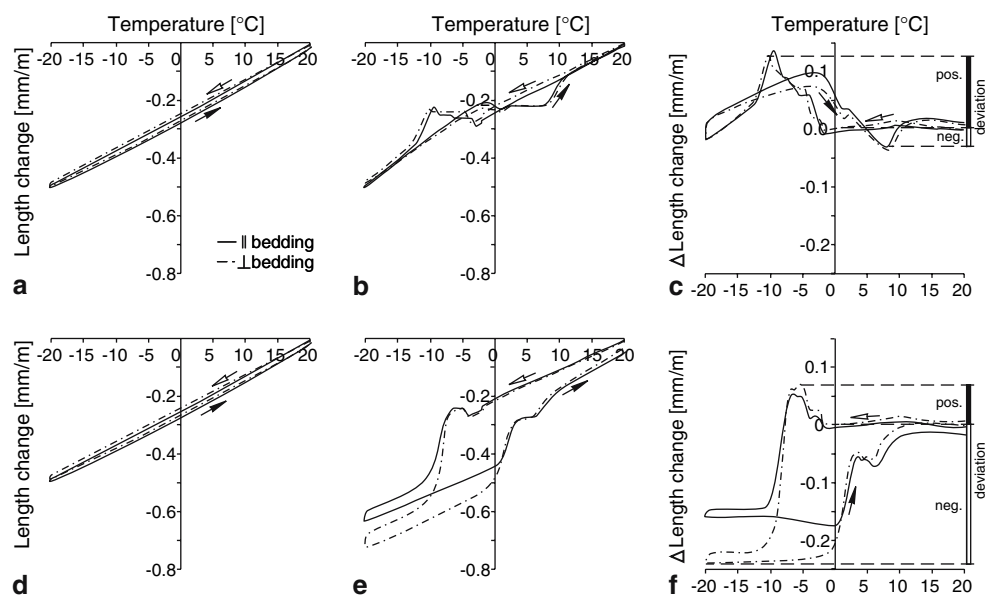 Temperature [°C] Temperature [°C] Temperature [°C]
-20 -15 -10 -5 0 5 10 15 20
-0.2
-0.4
-0.6
-0.8
Length change [mm/m]
|| bedding
⊥bedding
a
-20 -15 -10 -5 0 5 10 15 20
-0.2
-0.4
-0.6
-0.8
b
0.1
0
-0.1
-0.2
Δ Length change [mm/m]
pos.
neg.
deviation
-20 -15 -10 -5 0 5 10 15 20
c
-20 -15 -10 -5 0 5 10 15 20
-0.2
-0.4
-0.6
-0.8
Length change [mm/m]
d
-20 -15 -10 -5 0 5 10 15 20
-0.2
-0.4
-0.6
-0.8
e
0.1
0
-0.1
-0.2
Δ Length change [mm/m]
pos.
neg.
deviation
-20 -15 -10 -5 0 5 10 15 20
f